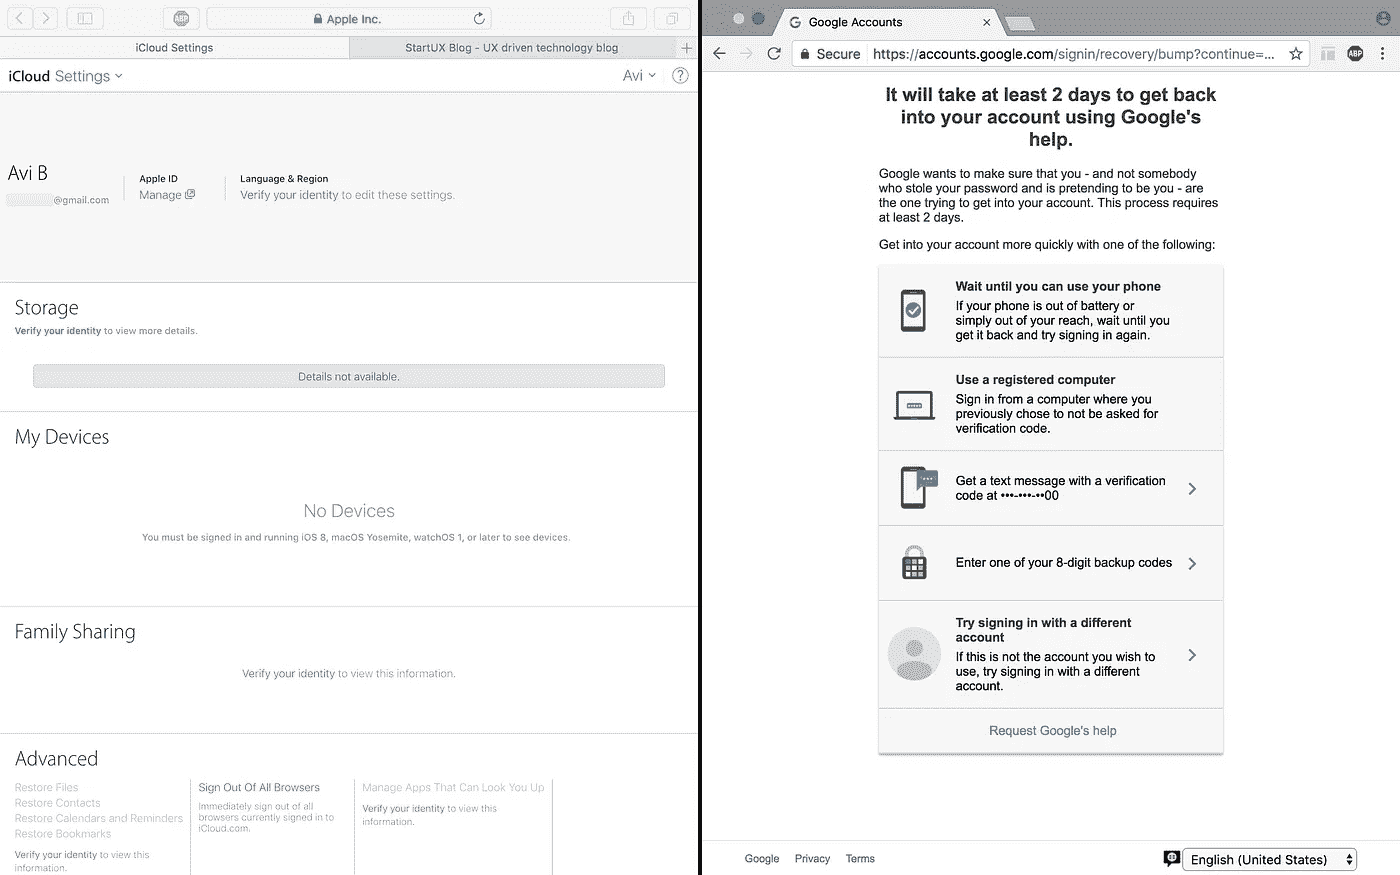 Apple Inc.
iCloud Settings
StartUX Blog - UX driven technology blog
iCloud Settings
Avi
?
Avi B
@gmail.com
Apple ID
Manage
Language & Region
Verify your identity to edit these settings.
Storage
Verify your identity to view more details.
Details not available.
My Devices
No Devices
You must be signed in and running iOS 8, macOS Yosemite, watchOS 1, or later to see devices.
Family Sharing
Verify your identity to view this information.
Advanced
Restore Files
Restore Contacts
Restore Calendars and Reminders
Restore Bookmarks
Verify your identity to view this
information.
Sign Out Of All Browsers
Immediately sign out of all
browsers currently signed in to
iCloud.com.
Manage Apps That Can Look You Up
Verify your identity to view this
information.
G Google Accounts
Secure https://accounts.google.com/signin/recovery/bump?continue=...
ABP
It will take at least 2 days to get back
into your account using Google's
help.
Google wants to make sure that you - and not somebody
who stole your password and is pretending to be you - are
the one trying to get into your account. This process requires
at least 2 days.
Get into your account more quickly with one of the following:
Wait until you can use your phone
If your phone is out of battery or
simply out of your reach, wait until you
get it back and try signing in again.
Use a registered computer
Sign in from a computer where you
previously chose to not be asked for
verification code.
Get a text message with a verification
code at •••-•••-••00
Enter one of your 8-digit backup codes
Try signing in with a different
account
If this is not the account you wish to
use, try signing in with a different
account.
Request Google's help
Google Privacy Terms
English (United States)